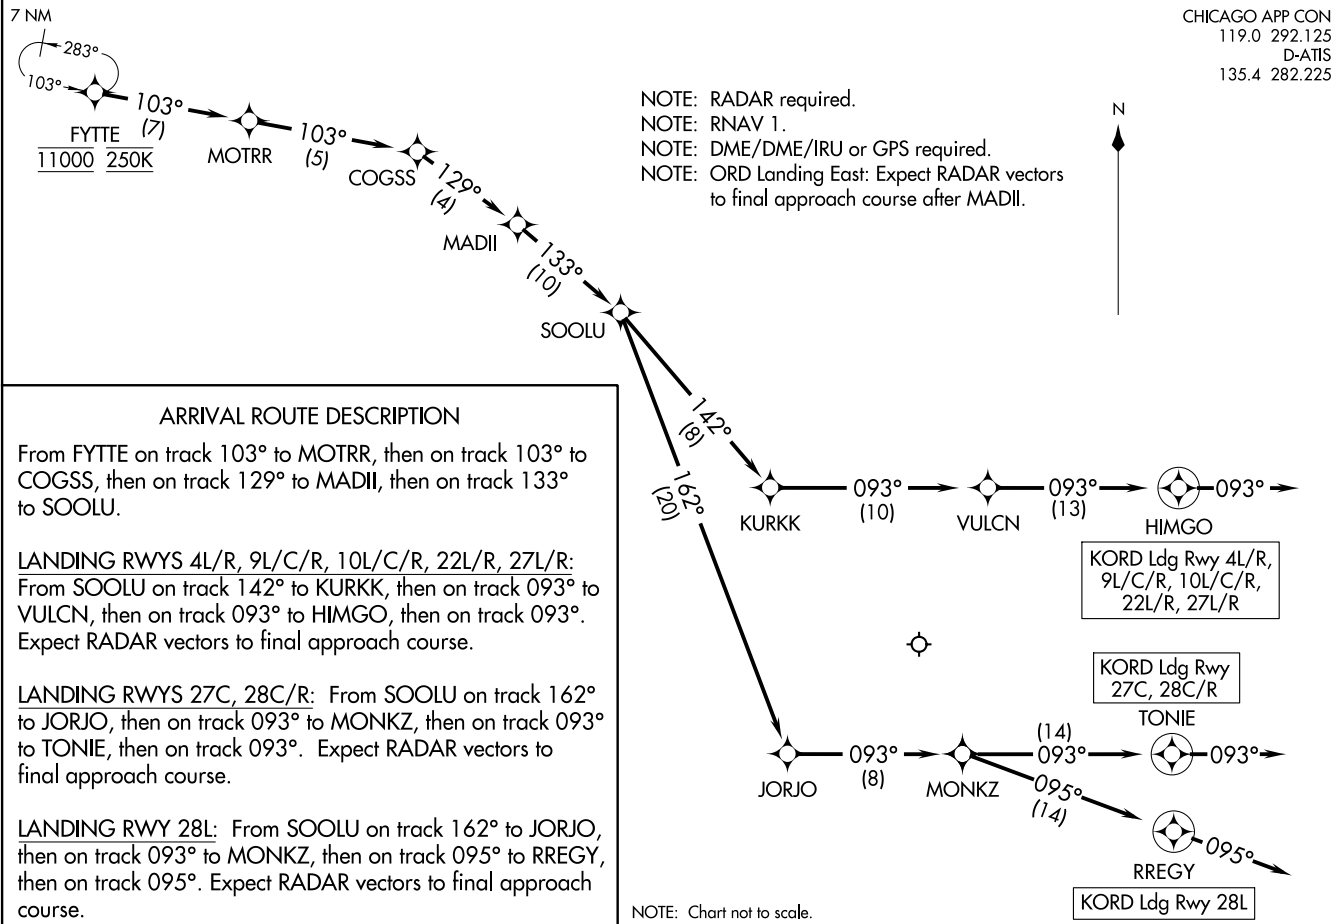 7 NM
283°
103°
103°
(7)
FYTTE
11000 250K
MOTRR
103°
(5)
COGSS
129°
(4)
MADII
133°
(10)
SOOLU
CHICAGO APP CON
119.0 292.125
D-ATIS
135.4 282.225
NOTE: RADAR required.
NOTE: RNAV 1.
NOTE: DME/DME/IRU or GPS required.
NOTE: ORD Landing East: Expect RADAR vectors
to final approach course after MADII.
N
142°
(8)
162°
(20)
KURKK
093°
(10)
VULCN
093°
(13)
HIMGO
093°
KORD Ldg Rwy 4L/R,
9L/C/R, 10L/C/R,
22L/R, 27L/R
KORD Ldg Rwy
27C, 28C/R
TONIE
093°
JORJO
093°
(8)
MONKZ
(14)
093°
095°
(14)
RREGY
095°
KORD Ldg Rwy 28L
ARRIVAL ROUTE DESCRIPTION
From FYTTE on track 103° to MOTRR, then on track 103° to
COGSS, then on track 129° to MADII, then on track 133°
to SOOLU.
LANDING RWYS 4L/R, 9L/C/R, 10L/C/R, 22L/R, 27L/R:
From SOOLU on track 142° to KURKK, then on track 093° to
VULCN, then on track 093° to HIMGO, then on track 093°.
Expect RADAR vectors to final approach course.
LANDING RWYS 27C, 28C/R: From SOOLU on track 162°
to JORJO, then on track 093° to MONKZ, then on track 093°
to TONIE, then on track 093°. Expect RADAR vectors to
final approach course.
LANDING RWY 28L: From SOOLU on track 162° to JORJO,
then on track 093° to MONKZ, then on track 095° to RREGY,
then on track 095°. Expect RADAR vectors to final approach
course.
NOTE: Chart not to scale.